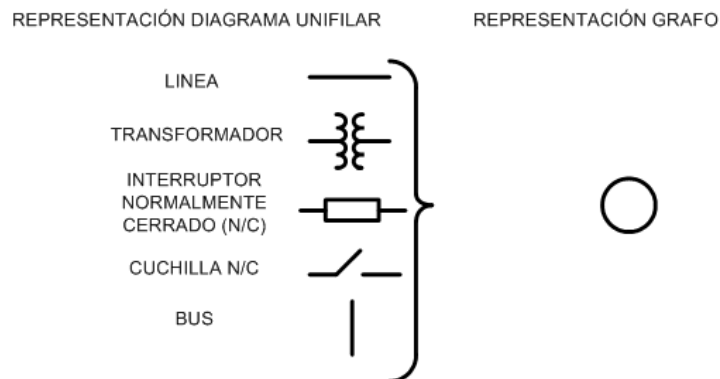 REPRESENTACIÓN DIAGRAMA UNIFILAR
REPRESENTACIÓN GRAFO
LINEA
TRANSFORMADOR
INTERRUPTOR
NORMALMENTE
CERRADO (N/C)
CUCHILLA N/C
BUS